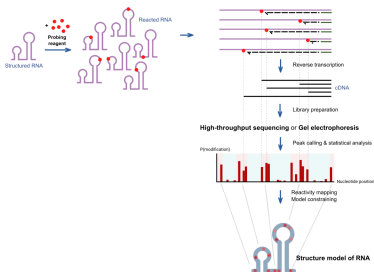 +
Probing
reagent
Structured RNA
Reacted RNA
Reverse transcription
cDNA
Library preparation
High-throughput sequencing or Gel electophoresis
Peak calling & statistical analysis
P(modification)
Nucleotide position
Reactivity mapping
Model constraining
Structure model of RNA